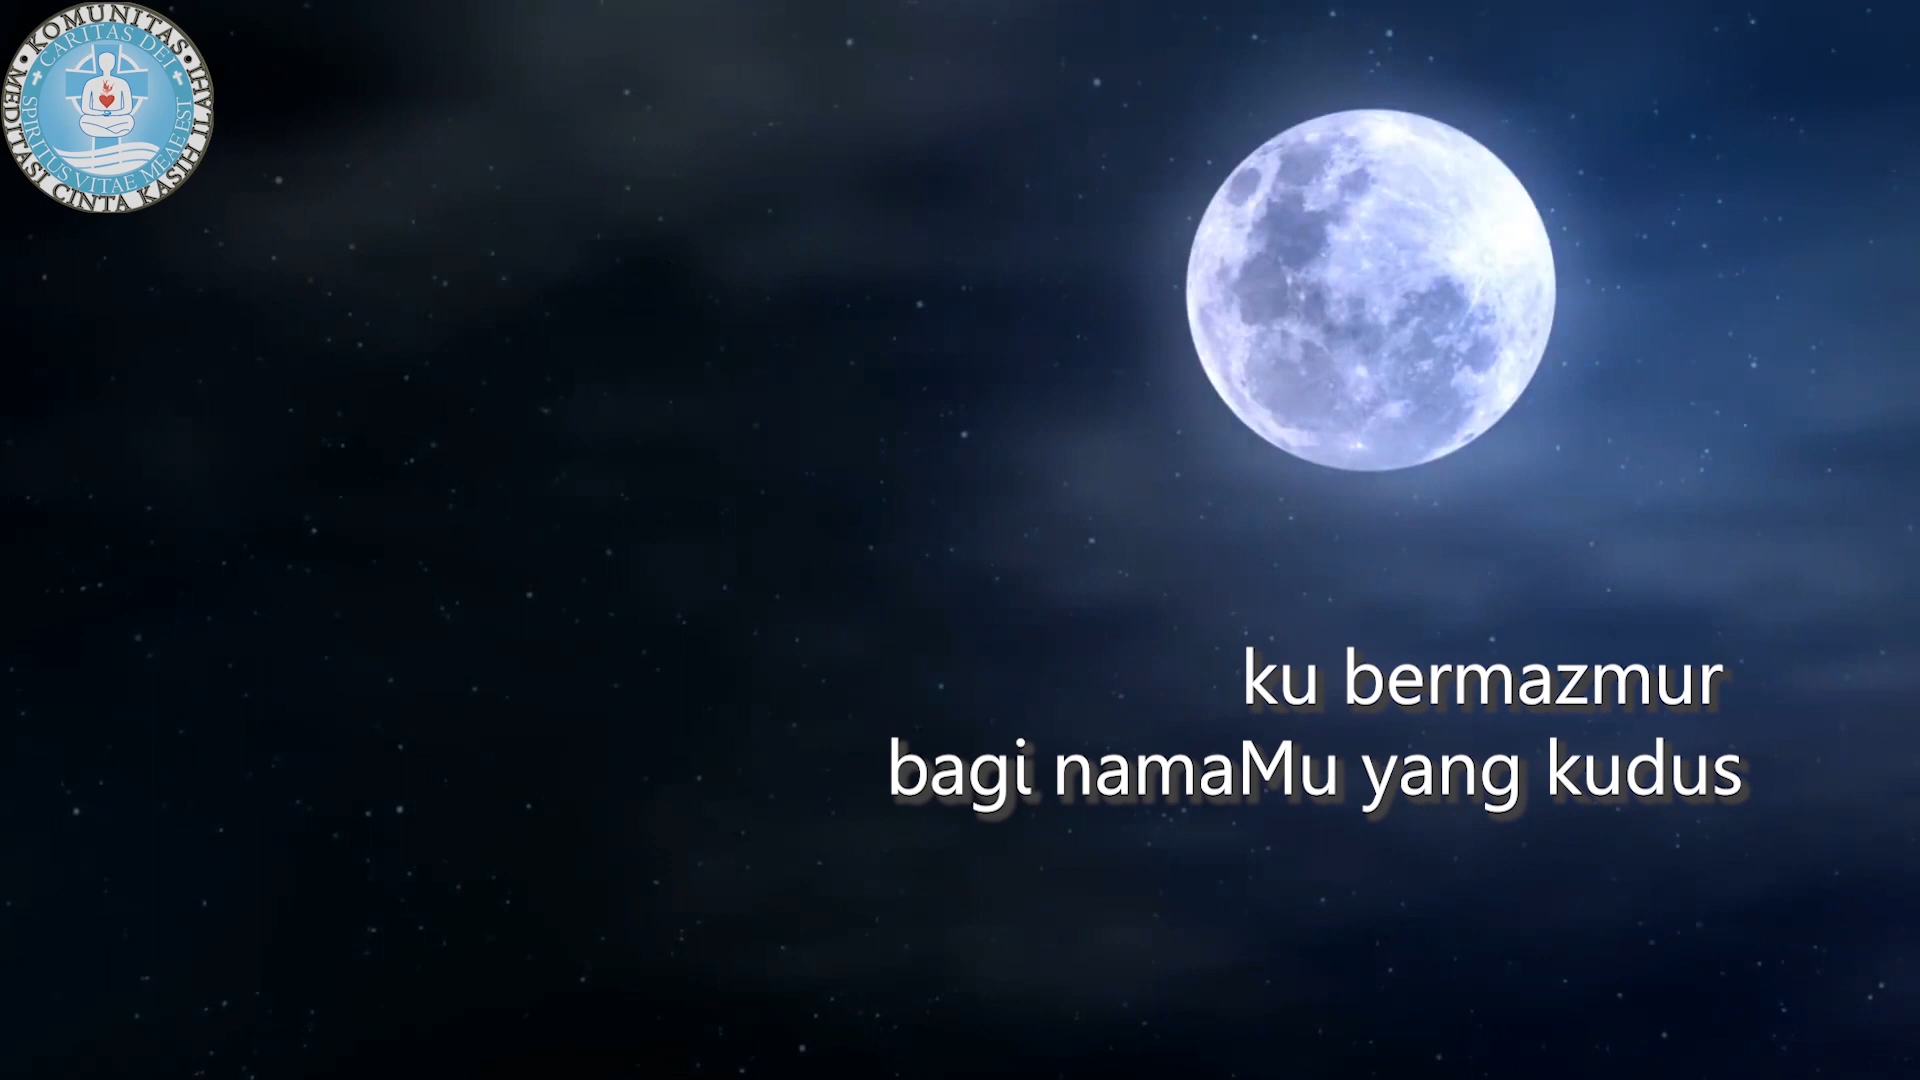 KOMUNITAS
MEDITASI CINTA KASIH ILAHI
CARITAS DEI
SPIRITUS VITAE MEAE EST
ku bermazmur
bagi namaMu yang kudus